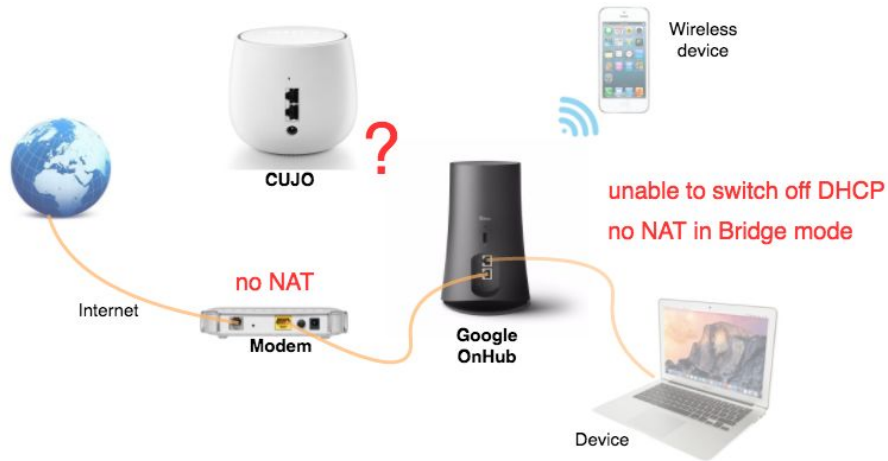 Wireless
device
?
CUJO
unable to switch off DHCP
no NAT in Bridge mode
no NAT
Internet
Modem
Google
OnHub
Device